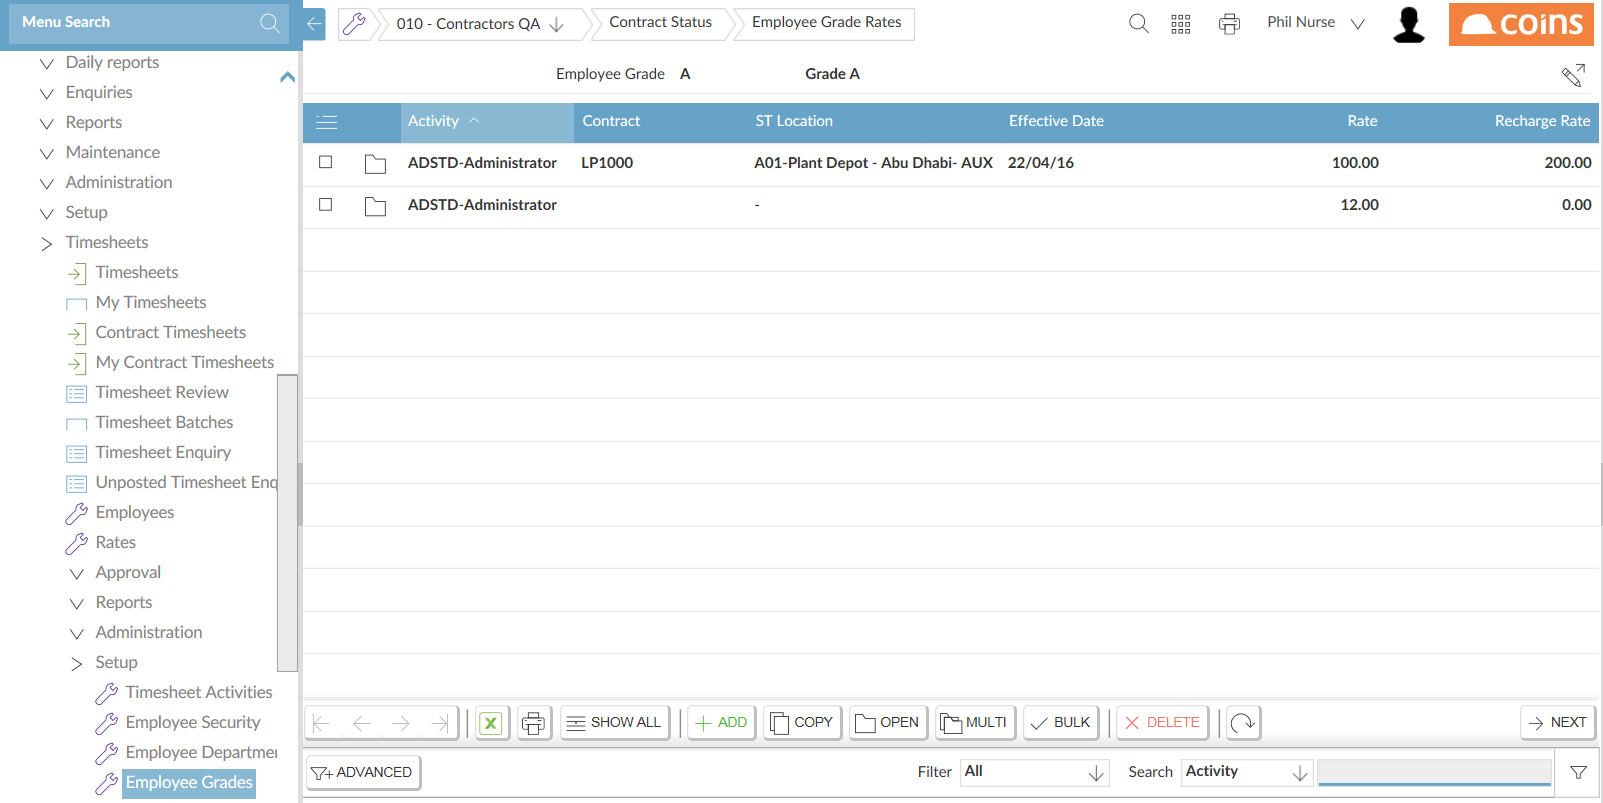 Menu Search
010 - Contractors QA
Contract Status
Employee Grade Rates
Phil Nurse
coins
Daily reports
Enquiries
Reports
Maintenance
Administration
Setup
Timesheets
Timesheets
My Timesheets
Contract Timesheets
My Contract Timesheets
Timesheet Review
Timesheet Batches
Timesheet Enquiry
Unposted Timesheet Enq
Employees
Rates
Approval
Reports
Administration
Setup
Timesheet Activities
Employee Security
Employee Departmen
Employee Grades
Employee Grade A Grade A
Activity Contract ST Location Effective Date Rate Recharge Rate
ADSTD-Administrator LP1000 A01-Plant Depot - Abu Dhabi- AUX 22/04/16 100.00 200.00
ADSTD-Administrator - 12.00 0.00
SHOW ALL ADD COPY OPEN MULTI BULK DELETE NEXT
ADVANCED Filter All Search Activity